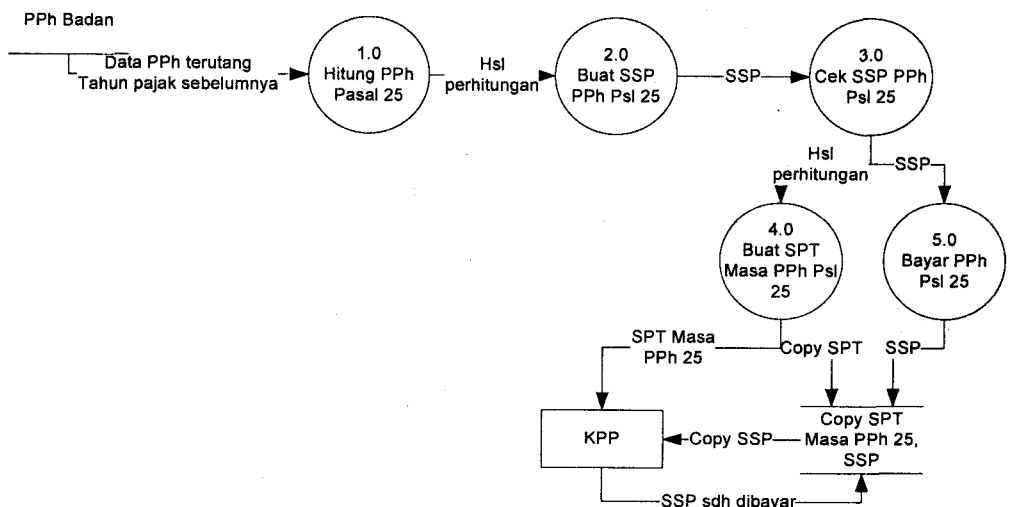 PPh Badan
Data PPh terutang
Tahun pajak sebelumnya
1.0
Hitung PPh
Pasal 25
Hsl
perhitungan
2.0
Buat SSP
PPh Psl 25
SSP
3.0
Cek SSP PPh
Psl 25
Hsl
perhitungan
SSP
4.0
Buat SPT
Masa PPh Psl
25
5.0
Bayar PPh
Psl 25
SPT Masa
PPh 25
Copy SPT
SSP
KPP
Copy SSP
Copy SPT
Masa PPh 25,
SSP
SSP sdh dibayar